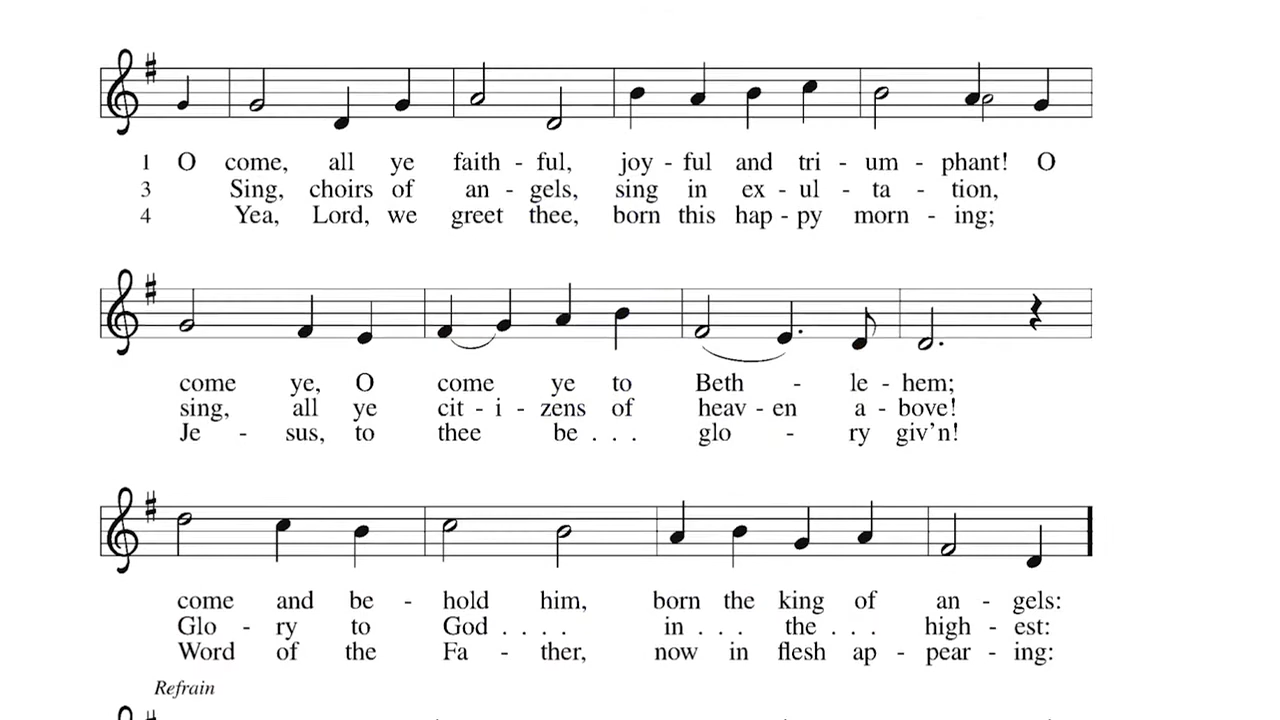 1 O come, all ye faith - ful, joy - ful and tri - um - phant! O
3 Sing, choirs of an - gels, sing in ex - ul - ta - tion,
4 Yea, Lord, we greet thee, born this hap - py morn - ing;
come ye, O come ye to Beth - le - hem;
sing, all ye cit - i - zens of heav - en a - bove!
Je - sus, to thee be . . . glo - ry giv’n!
come and be - hold him, born the king of an - gels:
Glo - ry to God . . . . in . . . the . . . high - est:
Word of the Fa - ther, now in flesh ap - pear - ing:
Refrain